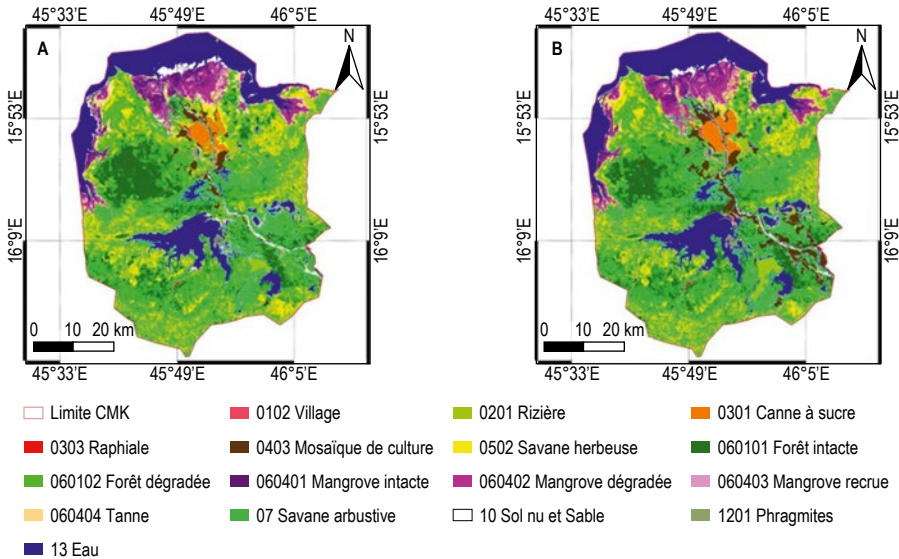 45°33’E 45°49’E 46°5’E 45°33’E 45°49’E 46°5’E
A N B N
15°53’E 15°53’E 15°53’E 15°53’E
16°9’E 16°9’E 16°9’E 16°9’E
0 10 20 km 0 10 20 km
45°33’E 45°49’E 46°5’E 45°33’E 45°49’E 46°5’E
Limite CMK 0102 Village 0201 Rizière 0301 Canne à sucre
0303 Raphiale 0403 Mosaïque de culture 0502 Savane herbeuse 060101 Forêt intacte
060102 Forêt dégradée 060401 Mangrove intacte 060402 Mangrove dégradée 060403 Mangrove recrue
060404 Tanne 07 Savane arbustive 10 Sol nu et Sable 1201 Phragmites
13 Eau